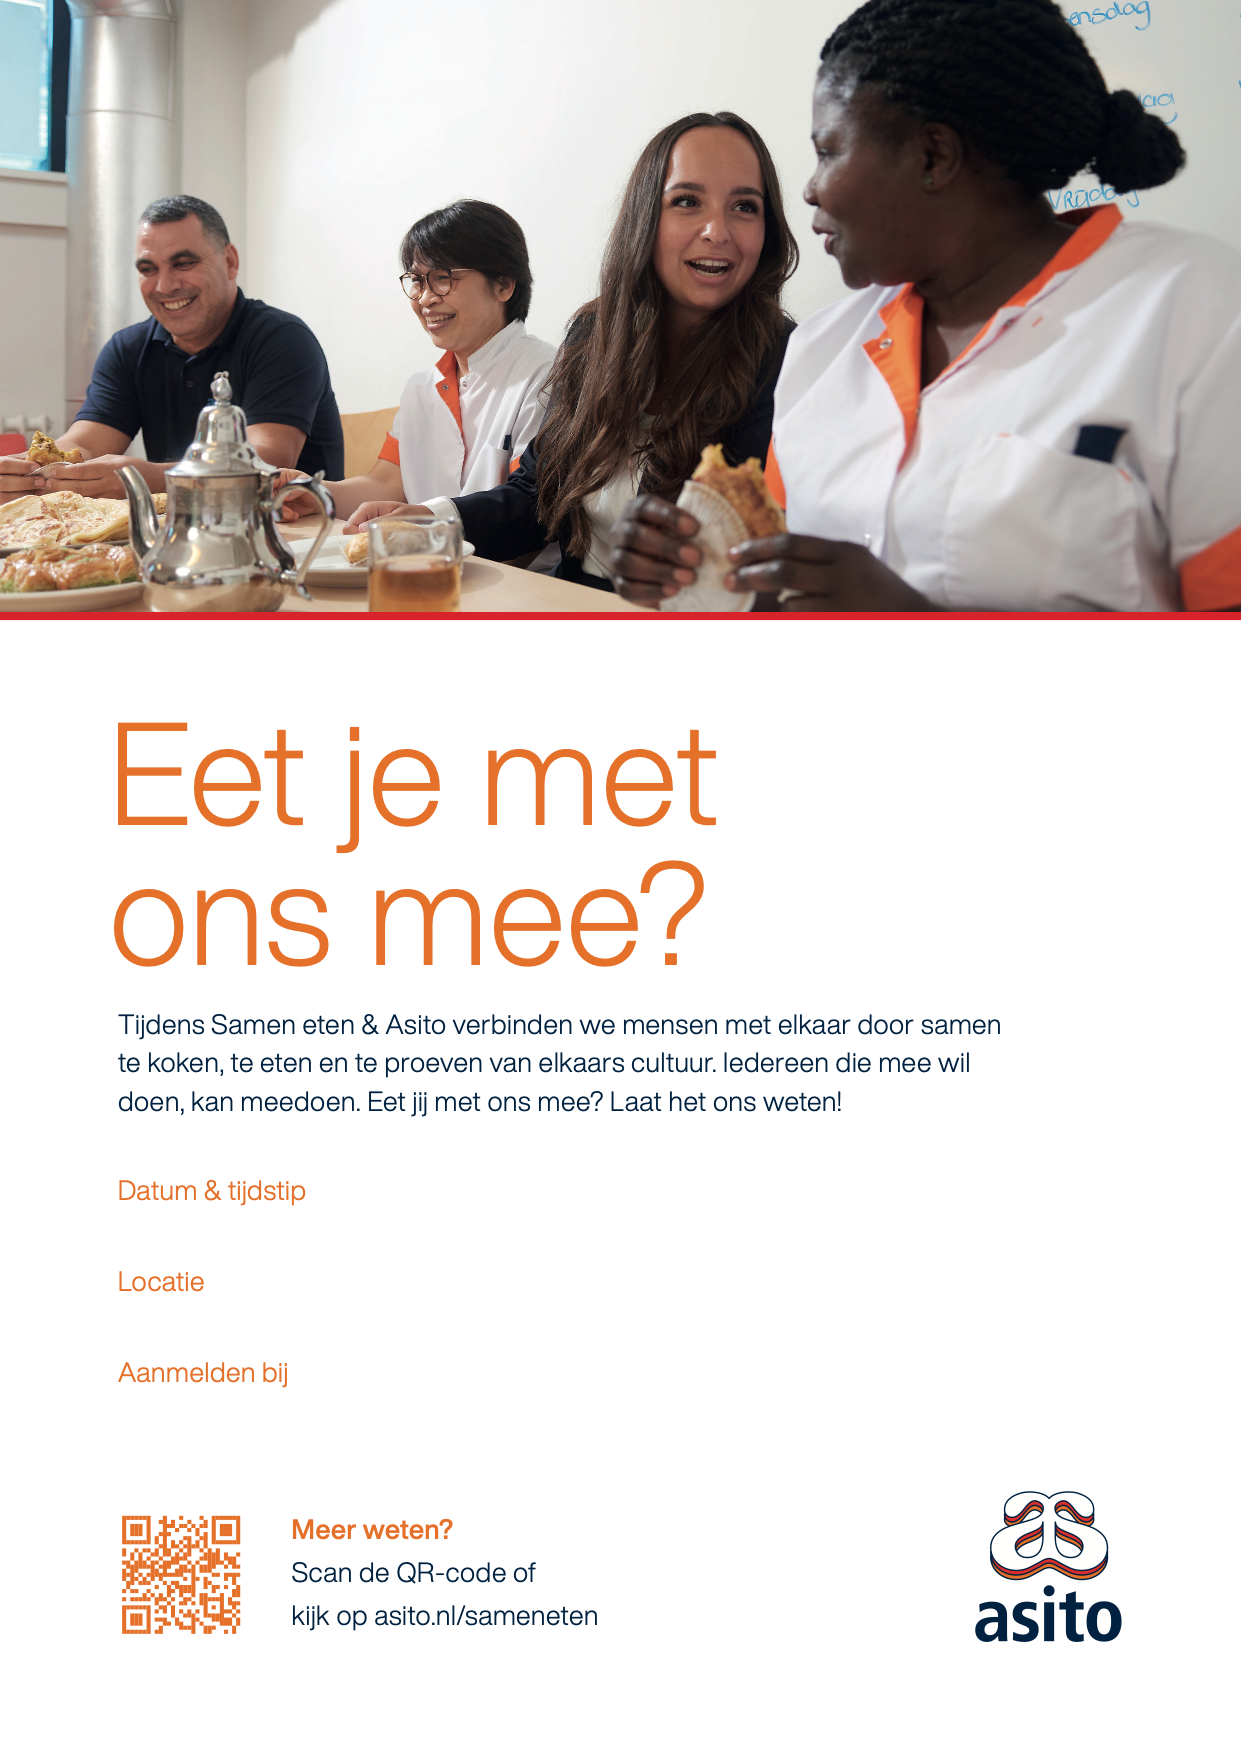 ensdag
ag
Vrijdag
Eet je met
ons mee?
Tijdens Samen eten & Asito verbinden we mensen met elkaar door samen
te koken, te eten en te proeven van elkaars cultuur. Iedereen die mee wil
doen, kan meedoen. Eet jij met ons mee? Laat het ons weten!
Datum & tijdstip
Locatie
Aanmelden bij
Meer weten?
Scan de QR-code of
kijk op asito.nl/sameneten
asito